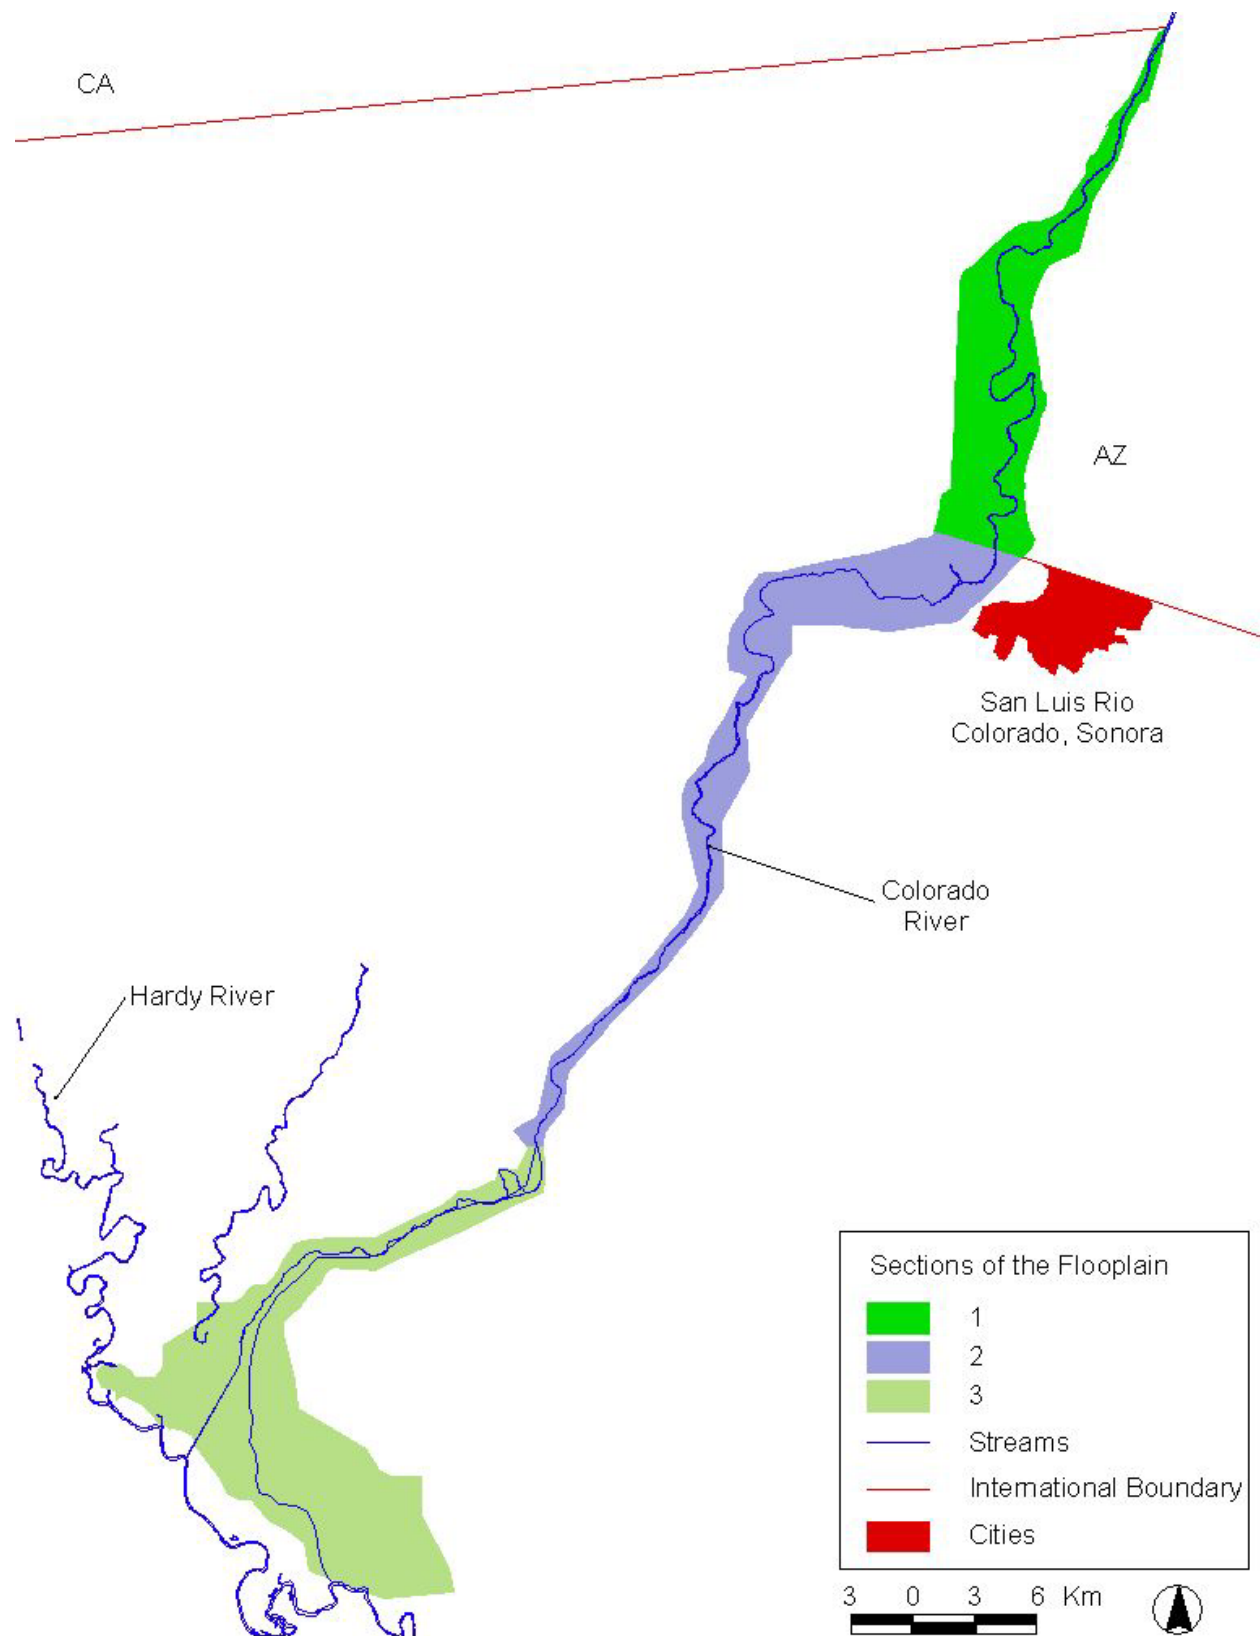 CA
AZ
San Luis Rio
Colorado, Sonora
Colorado
River
Hardy River
Sections of the Flooplain
1
2
3
Streams
International Boundary
Cities
3 0 3 6 Km